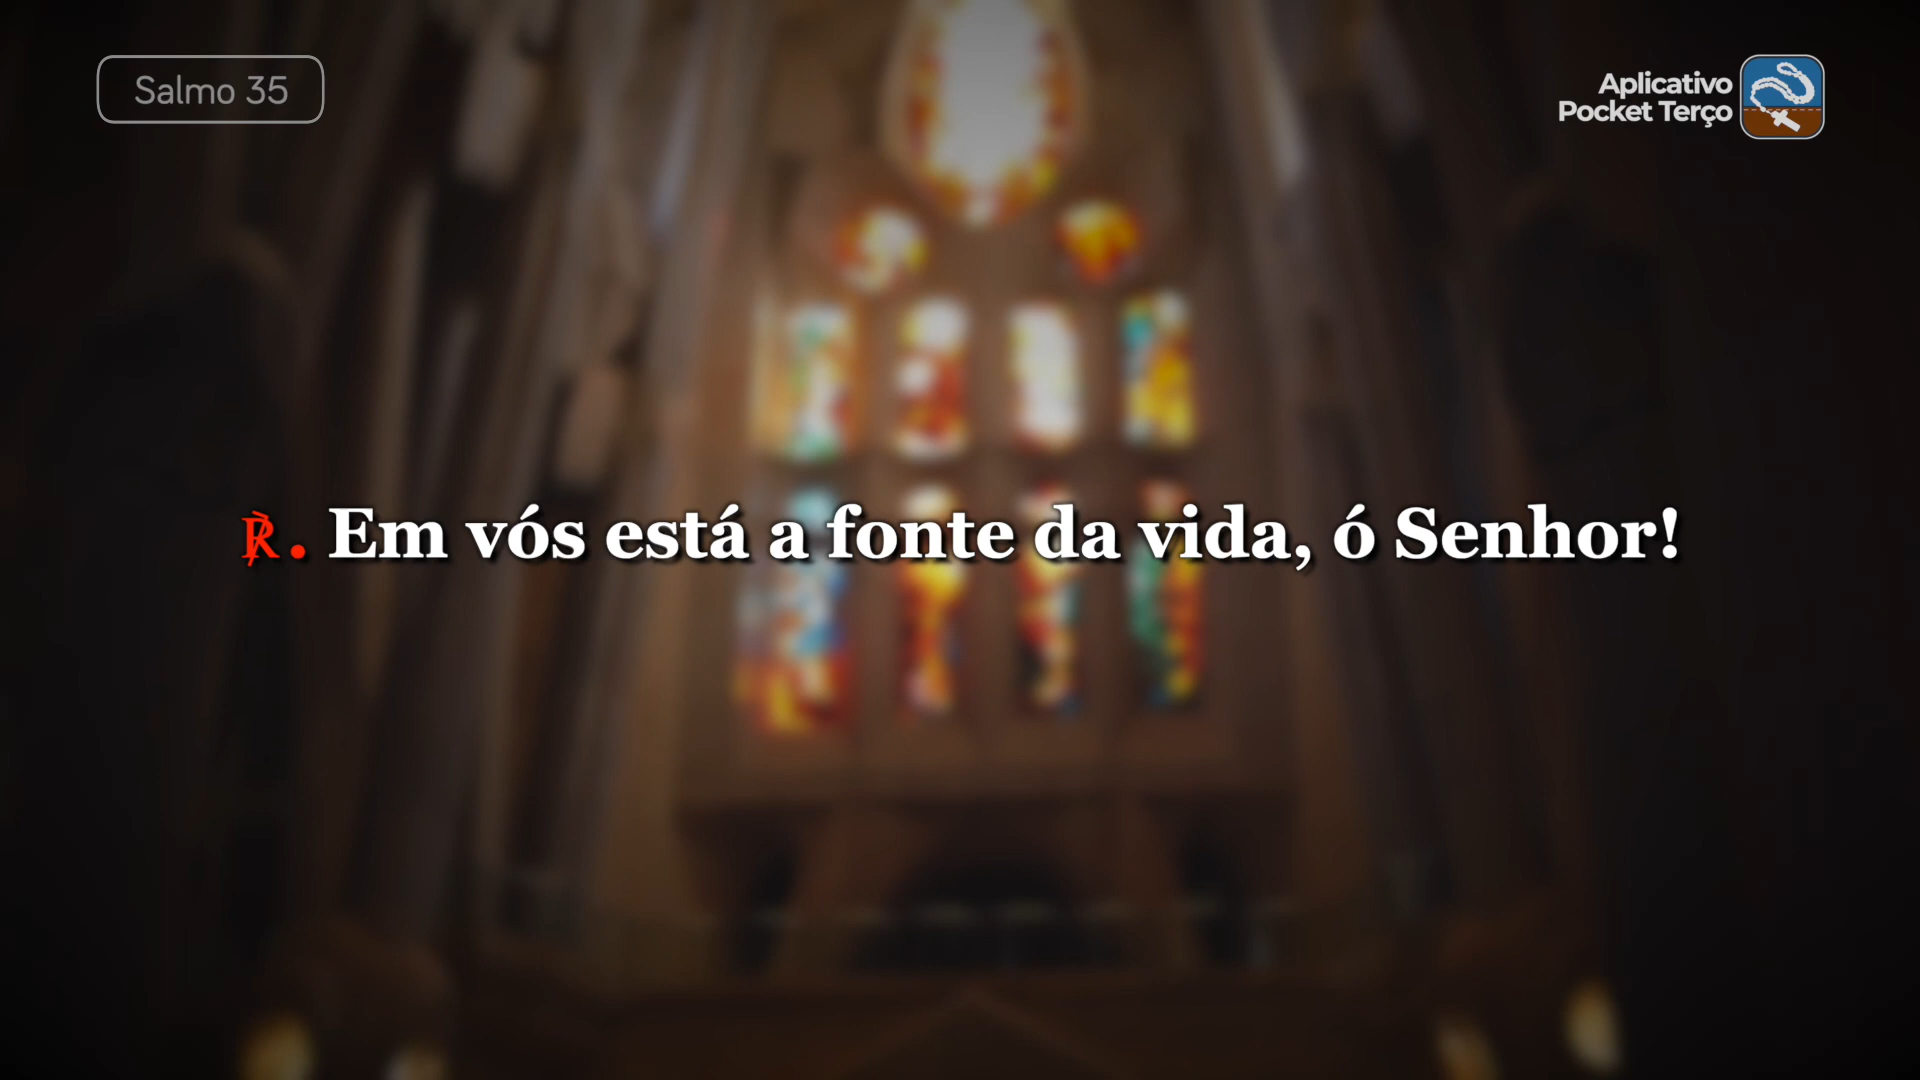 Salmo 35
Aplicativo
Pocket Terço
℟. Em vós está a fonte da vida, ó Senhor!